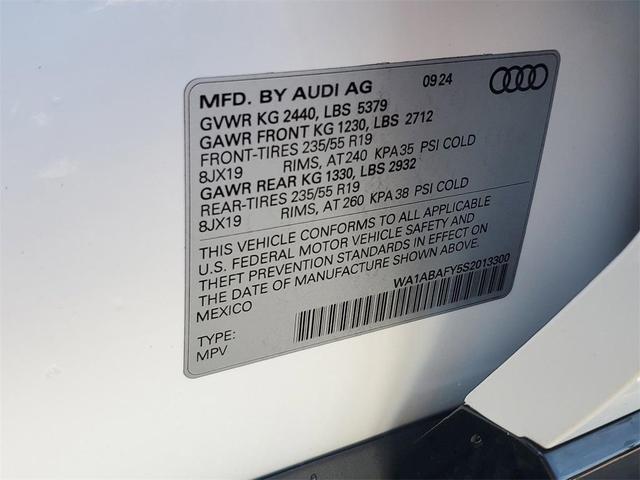 MFD. BY AUDI AG 09 24
GVWR KG 2440, LBS 5379
GAWR FRONT KG 1230, LBS 2712
FRONT-TIRES 235/55 R19
8JX19 RIMS, AT 240 KPA 35 PSI COLD
GAWR REAR KG 1330, LBS 2932
REAR-TIRES 235/55 R19
8JX19 RIMS, AT 260 KPA 38 PSI COLD
THIS VEHICLE CONFORMS TO ALL APPLICABLE
U.S. FEDERAL MOTOR VEHICLE SAFETY AND
THEFT PREVENTION STANDARDS IN EFFECT ON
THE DATE OF MANUFACTURE SHOWN ABOVE.
MEXICO
WA1ABAFY5S2013300
TYPE:
MPV